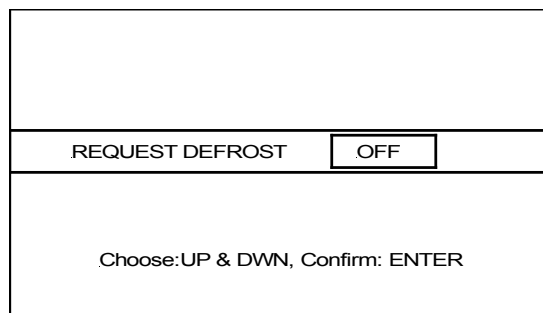 REQUEST DEFROST OFF
Choose:UP & DWN, Confirm: ENTER